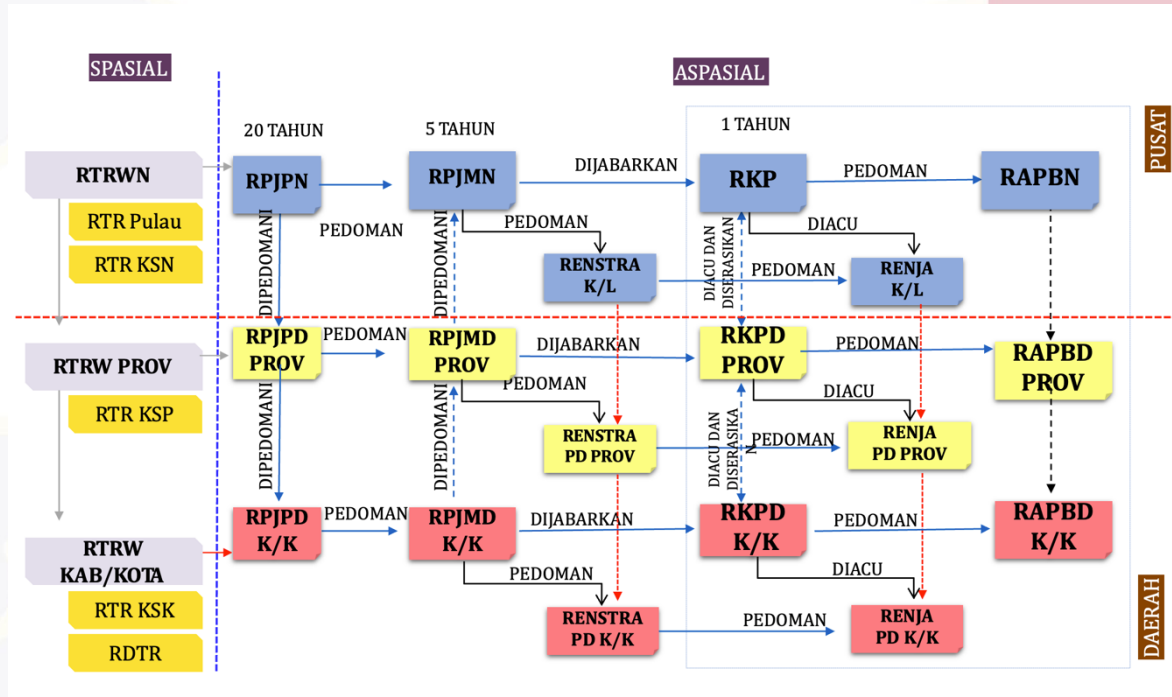 SPASIAL
ASPASIAL
20 TAHUN
5 TAHUN
1 TAHUN
PUSAT
RTRWN
RPJPN
RPJMN
DIJABARKAN
RKP
PEDOMAN
RAPBN
RTR Pulau
DIPEDOMANI
PEDOMAN
DIPEDOMANI
PEDOMAN
DIACU DAN
DISERASIKAN
DIACU
RTR KSN
RENSTRA
K/L
PEDOMAN
RENJA
K/L
RTRW PROV
RPJPD
PROV
PEDOMAN
RPJMD
PROV
DIJABARKAN
RKPD
PROV
PEDOMAN
RAPBD
PROV
RTR KSP
DIPEDOMANI
DIPEDOMANI
PEDOMAN
DIACU DAN
DISERASIKA
N
DIACU
RENSTRA
PD PROV
PEDOMAN
RENJA
PD PROV
RTRW
KAB/KOTA
RPJPD
K/K
PEDOMAN
RPJMD
K/K
DIJABARKAN
RKPD
K/K
PEDOMAN
RAPBD
K/K
PEDOMAN
DIACU
RTR KSK
RDTR
RENSTRA
PD K/K
PEDOMAN
RENJA
PD K/K
DAERAH